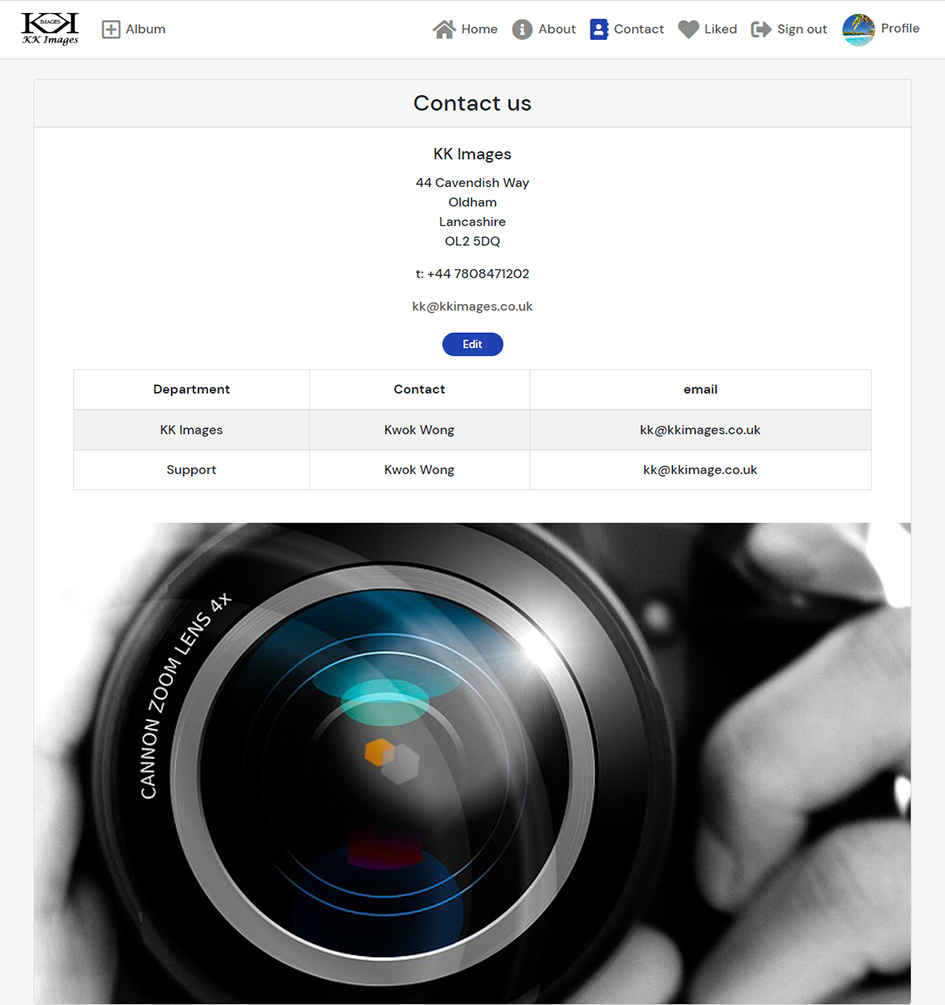 IMAGES
KK Images
Album
Home
About
Contact
Liked
Sign out
Profile
Contact us
KK Images
44 Cavendish Way
Oldham
Lancashire
OL2 5DQ
t: +44 7808471202
kk@kkimages.co.uk
Edit
Department Contact email
KK Images Kwok Wong kk@kkimages.co.uk
Support Kwok Wong kk@kkimage.co.uk
CANNON ZOOM LENS 4x